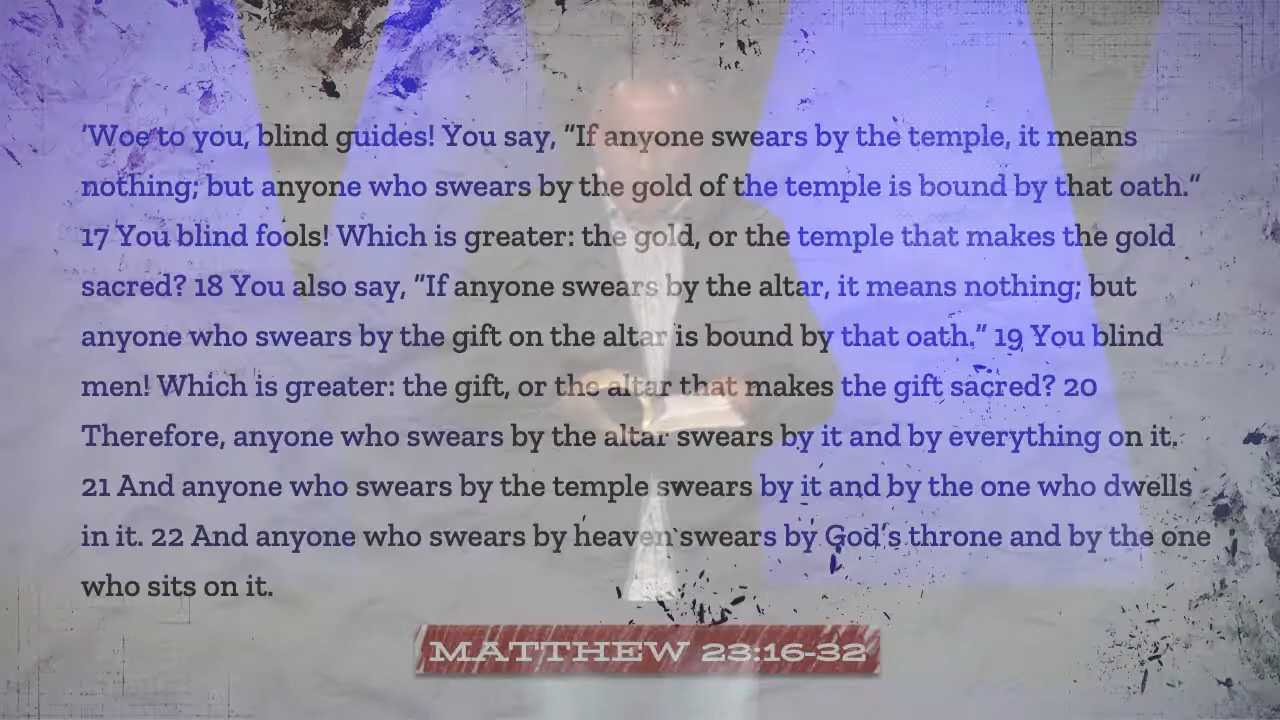 ‘Woe to you, blind guides! You say, “If anyone swears by the temple, it means
nothing; but anyone who swears by the gold of the temple is bound by that oath.”
17 You blind fools! Which is greater: the gold, or the temple that makes the gold
sacred? 18 You also say, “If anyone swears by the altar, it means nothing; but
anyone who swears by the gift on the altar is bound by that oath.” 19 You blind
men! Which is greater: the gift, or the altar that makes the gift sacred? 20
Therefore, anyone who swears by the altar swears by it and by everything on it.
21 And anyone who swears by the temple swears by it and by the one who dwells
in it. 22 And anyone who swears by heaven swears by God’s throne and by the one
who sits on it.
MATTHEW 23:16-32